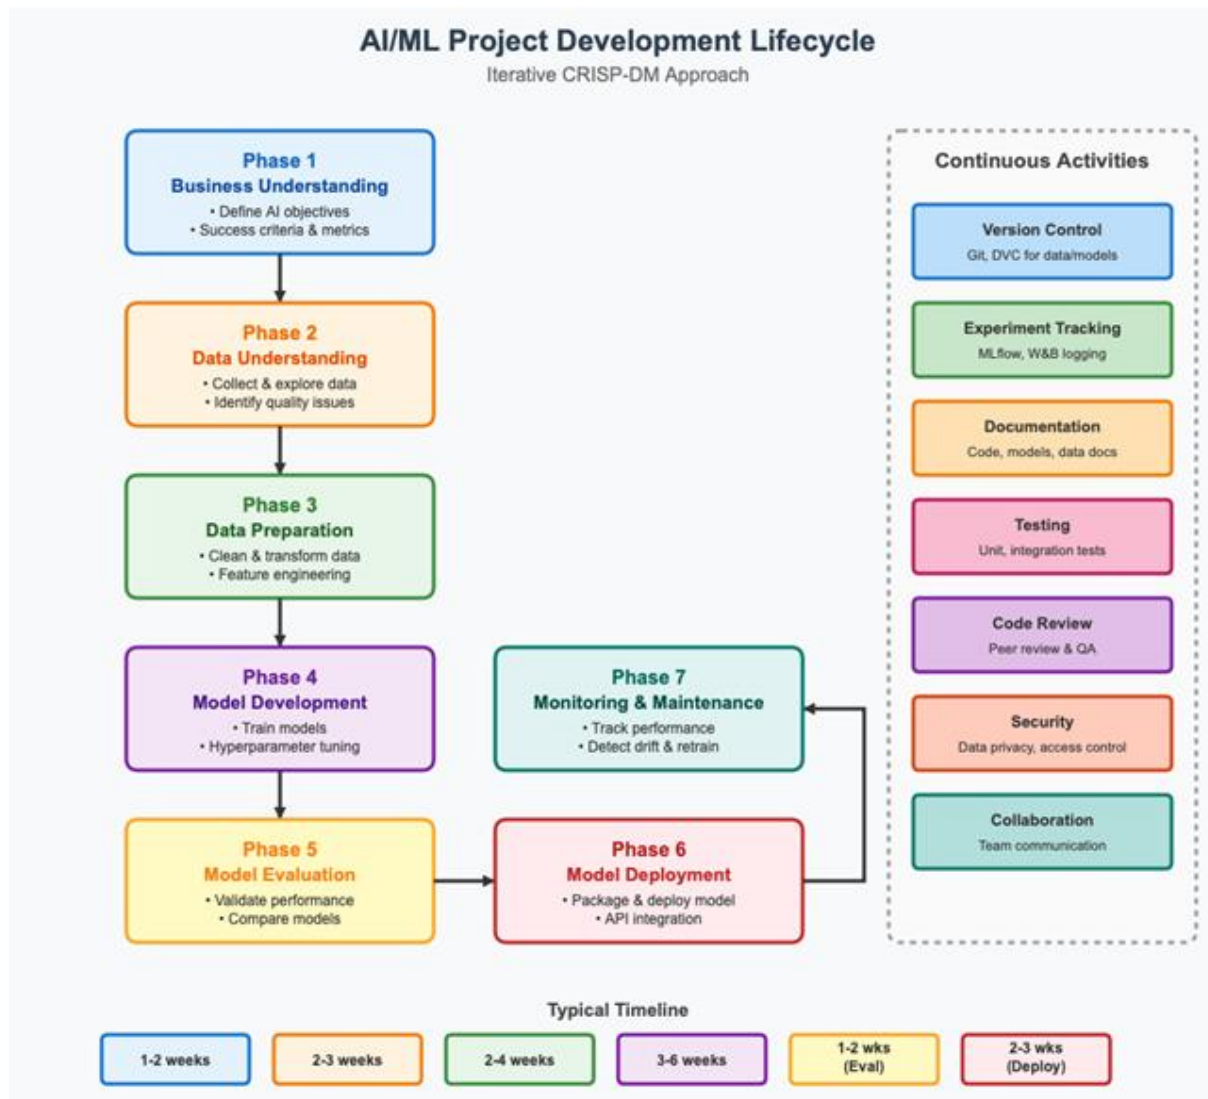 AI/ML Project Development Lifecycle
Iterative CRISP-DM Approach
Phase 1
Business Understanding
• Define AI objectives
• Success criteria & metrics
Phase 2
Data Understanding
• Collect & explore data
• Identify quality issues
Phase 3
Data Preparation
• Clean & transform data
• Feature engineering
Phase 4
Model Development
• Train models
• Hyperparameter tuning
Phase 5
Model Evaluation
• Validate performance
• Compare models
Phase 6
Model Deployment
• Package & deploy model
• API integration
Phase 7
Monitoring & Maintenance
• Track performance
• Detect drift & retrain
Continuous Activities
Version Control
Git, DVC for data/models
Experiment Tracking
MLflow, W&B logging
Documentation
Code, models, data docs
Testing
Unit, integration tests
Code Review
Peer review & QA
Security
Data privacy, access control
Collaboration
Team communication
Typical Timeline
1-2 weeks
2-3 weeks
2-4 weeks
3-6 weeks
1-2 wks
(Eval)
2-3 wks
(Deploy)